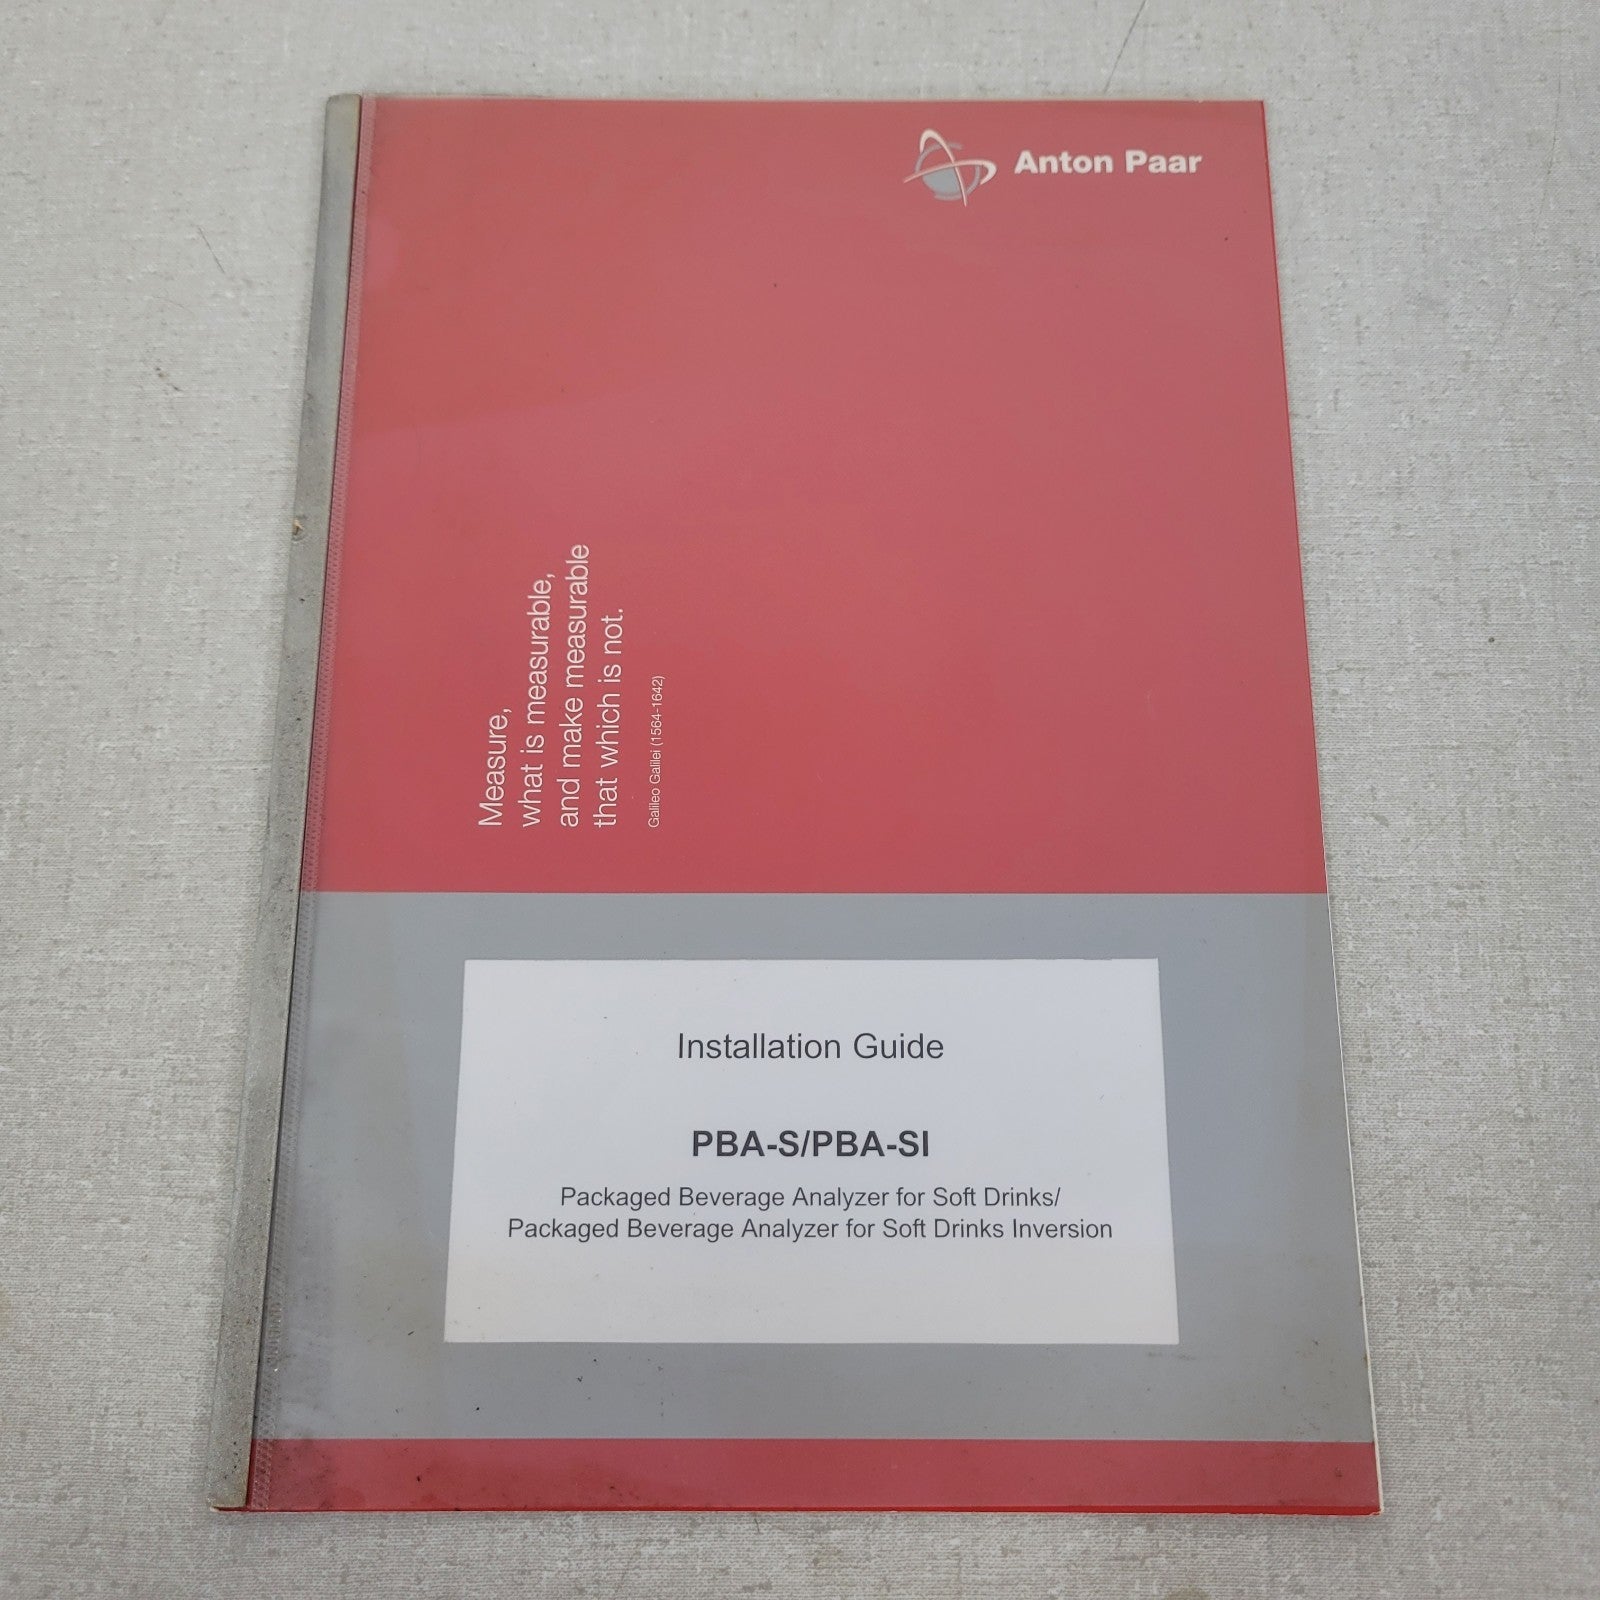 Anton Paar
Measure,
what is measurable,
and make measurable
that which is not.
Galileo Galilei (1564-1642)
Installation Guide
PBA-S/PBA-SI
Packaged Beverage Analyzer for Soft Drinks/
Packaged Beverage Analyzer for Soft Drinks Inversion